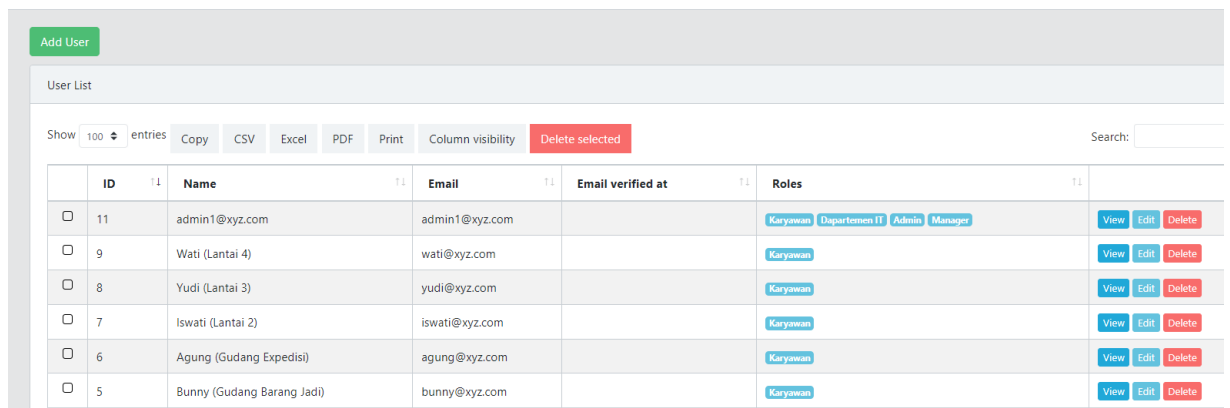 Add User
User List
Show 100 entries Copy CSV Excel PDF Print Column visibility Delete selected Search:
ID Name Email Email verified at Roles
11 admin1@xyz.com admin1@xyz.com Karyawan Dapartemen IT Admin Manager View Edit Delete
9 Wati (Lantai 4) wati@xyz.com Karyawan View Edit Delete
8 Yudi (Lantai 3) yudi@xyz.com Karyawan View Edit Delete
7 Iswati (Lantai 2) iswati@xyz.com Karyawan View Edit Delete
6 Agung (Gudang Expedisi) agung@xyz.com Karyawan View Edit Delete
5 Bunny (Gudang Barang Jadi) bunny@xyz.com Karyawan View Edit Delete